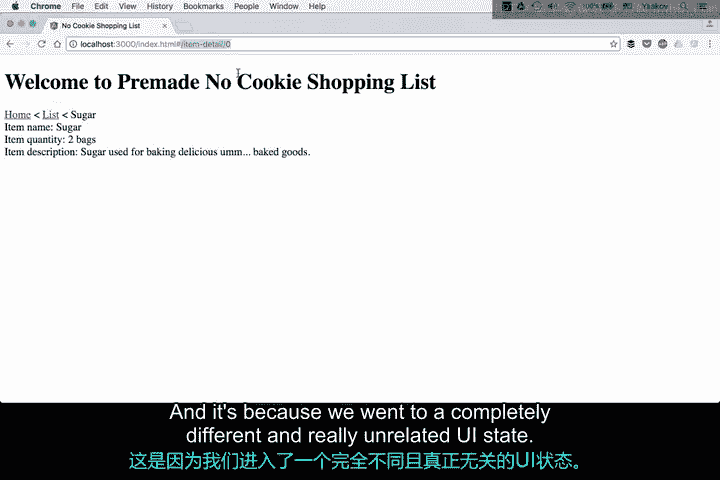 Chrome File Edit View History Bookmarks People Window Help
100% Yaakov
No Cookie Shopping List
localhost:3000/index.html#/item-detail/0
Welcome to Premade No Cookie Shopping List
Home < List < Sugar
Item name: Sugar
Item quantity: 2 bags
Item description: Sugar used for baking delicious umm... baked goods.
And it's because we went to a completely
different and really unrelated UI state.
这是因为我们进入了一个完全不同且真正无关的UI状态。